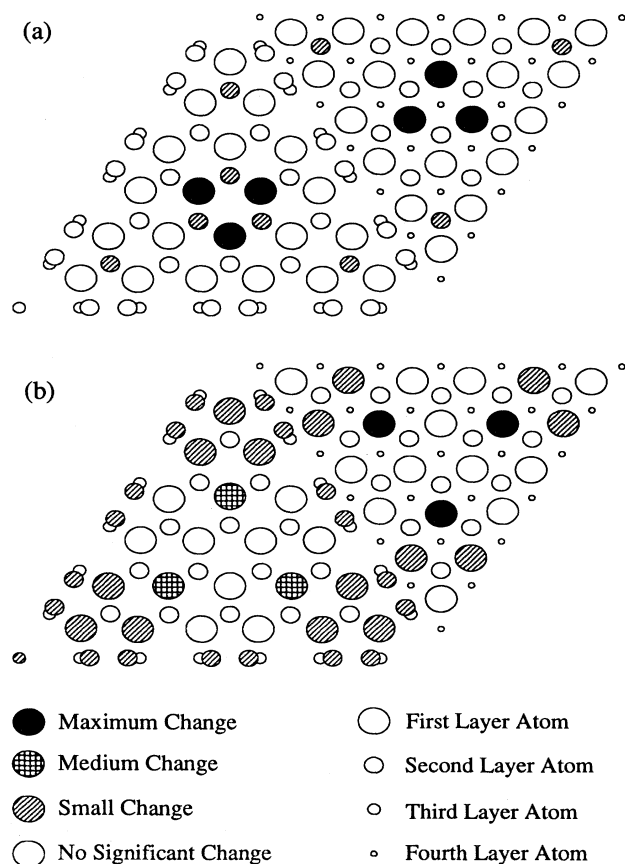 (a)
(b)
Maximum Change
First Layer Atom
Medium Change
Second Layer Atom
Small Change
Third Layer Atom
No Significant Change
Fourth Layer Atom